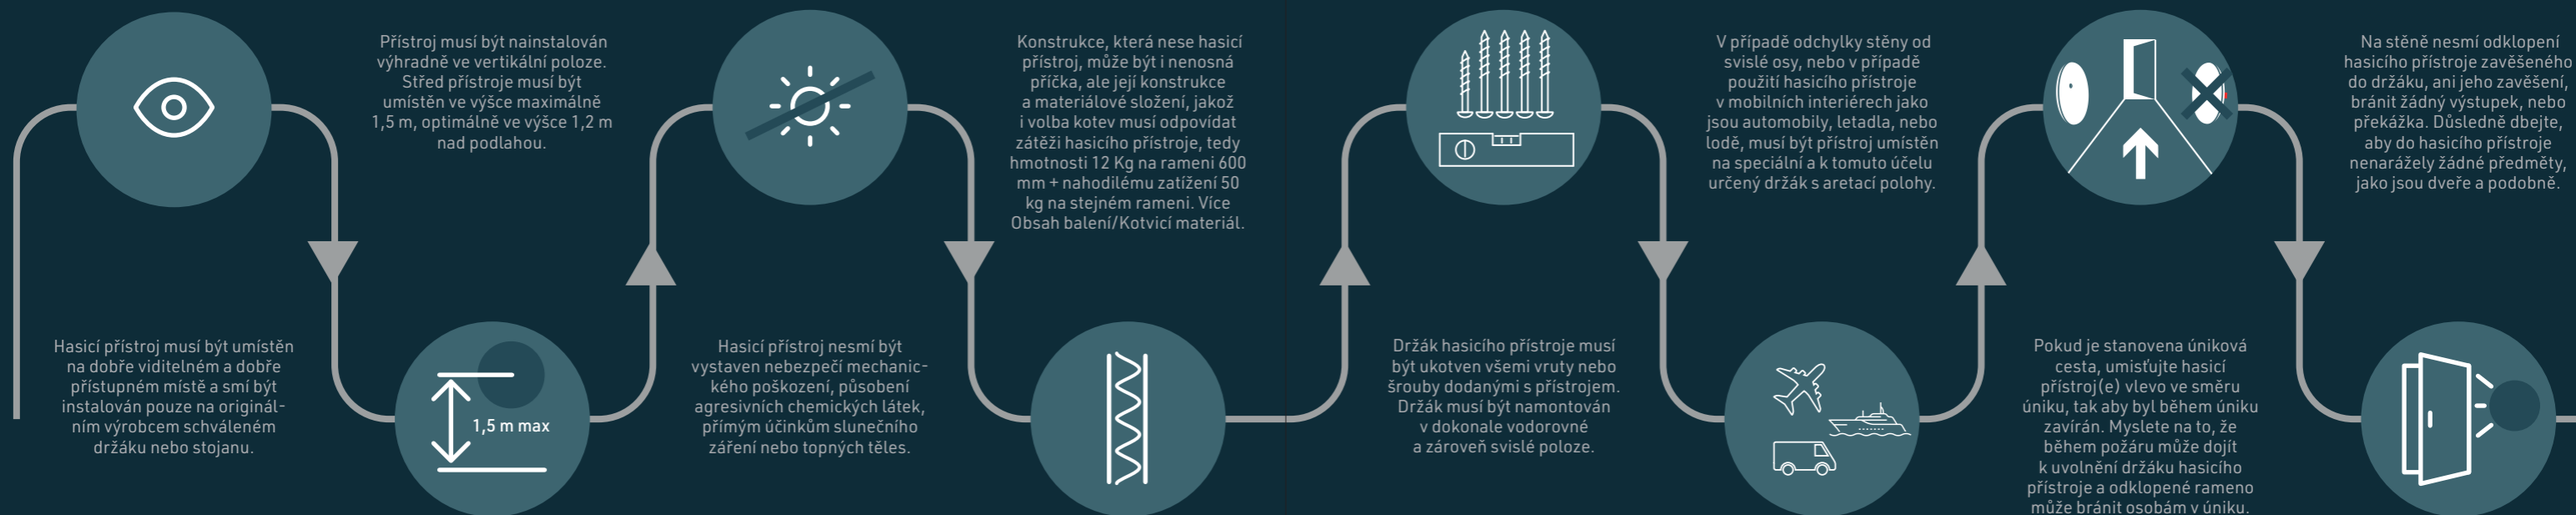 Hasicí přístroj musí být umístěn
na dobře viditelném a dobře
přístupném místě a smí být
instalován pouze na originál-
ním výrobcem schváleném
držáku nebo stojanu.
Přístroj musí být nainstalován
výhradně ve vertikální poloze.
Střed přístroje musí být
umístěn ve výšce maximálně
1,5 m, optimálně ve výšce 1,2 m
nad podlahou.
1,5 m max
Hasicí přístroj nesmí být
vystaven nebezpečí mechanic-
kého poškození, působení
agresivních chemických látek,
přímým účinkům slunečního
záření nebo topných těles.
Konstrukce, která nese hasicí
přístroj, může být i nenosná
příčka, ale její konstrukce
a materiálové složení, jakož
i volba kotev musí odpovídat
zátěži hasicího přístroje, tedy
hmotnosti 12 Kg na rameni 600
mm + nahodilému zatížení 50
kg na stejném rameni. Více
Obsah balení/Kotvicí materiál.
Držák hasicího přístroje musí
být ukotven všemi vruty nebo
šrouby dodanými s přístrojem.
Držák musí být namontován
v dokonale vodorovné
a zároveň svislé poloze.
V případě odchylky stěny od
svislé osy, nebo v případě
použití hasicího přístroje
v mobilních interiérech jako
jsou automobily, letadla, nebo
lodě, musí být přístroj umístěn
na speciální a k tomuto účelu
určený držák s aretací polohy.
Pokud je stanovena úniková
cesta, umisťujte hasicí
přístroj(e) vlevo ve směru
úniku, tak aby byl během úniku
zavírán. Myslete na to, že
během požáru může dojít
k uvolnění držáku hasicího
přístroje a odklopené rameno
může bránit osobám v úniku.
Na stěně nesmí odklopení
hasicího přístroje zavěšeného
do držáku, ani jeho zavěšení,
bránit žádný výstupek, nebo
překážka. Důsledně dbejte,
aby do hasicího přístroje
nenarážely žádné předměty,
jako jsou dveře a podobně.